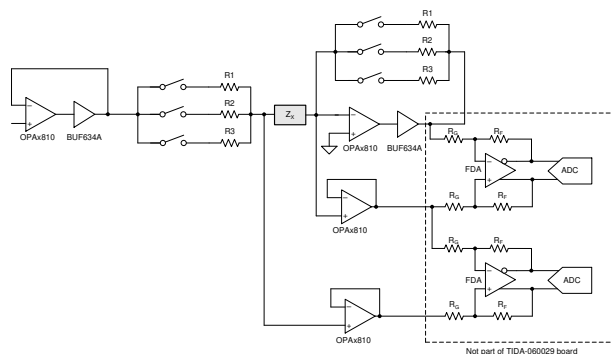 R1
R2
R3
R1
R2
R3
Zx
−
+
OPAx810
BUF634A
−
+
OPAx810
BUF634A
RG
RF
−
+
FDA
ADC
RG
RF
−
+
OPAx810
RG
RF
−
+
FDA
ADC
RG
RF
−
+
OPAx810
Not part of TIDA-060029 board